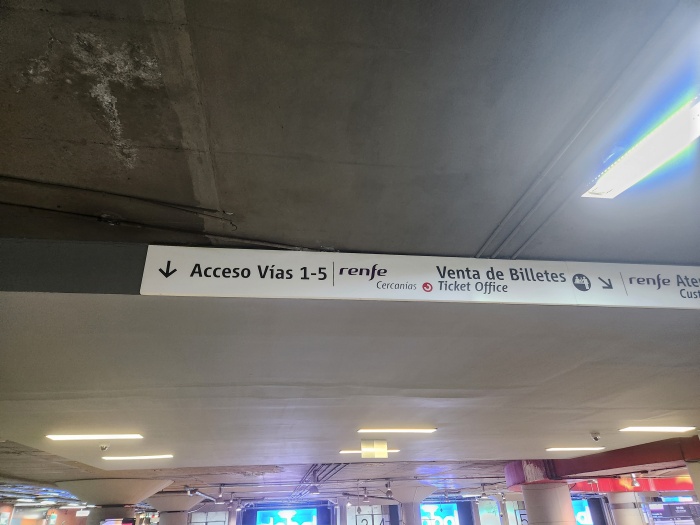 Acceso Vías 1-5
renfe
Cercanías
Venta de Billetes
Ticket Office
renfe